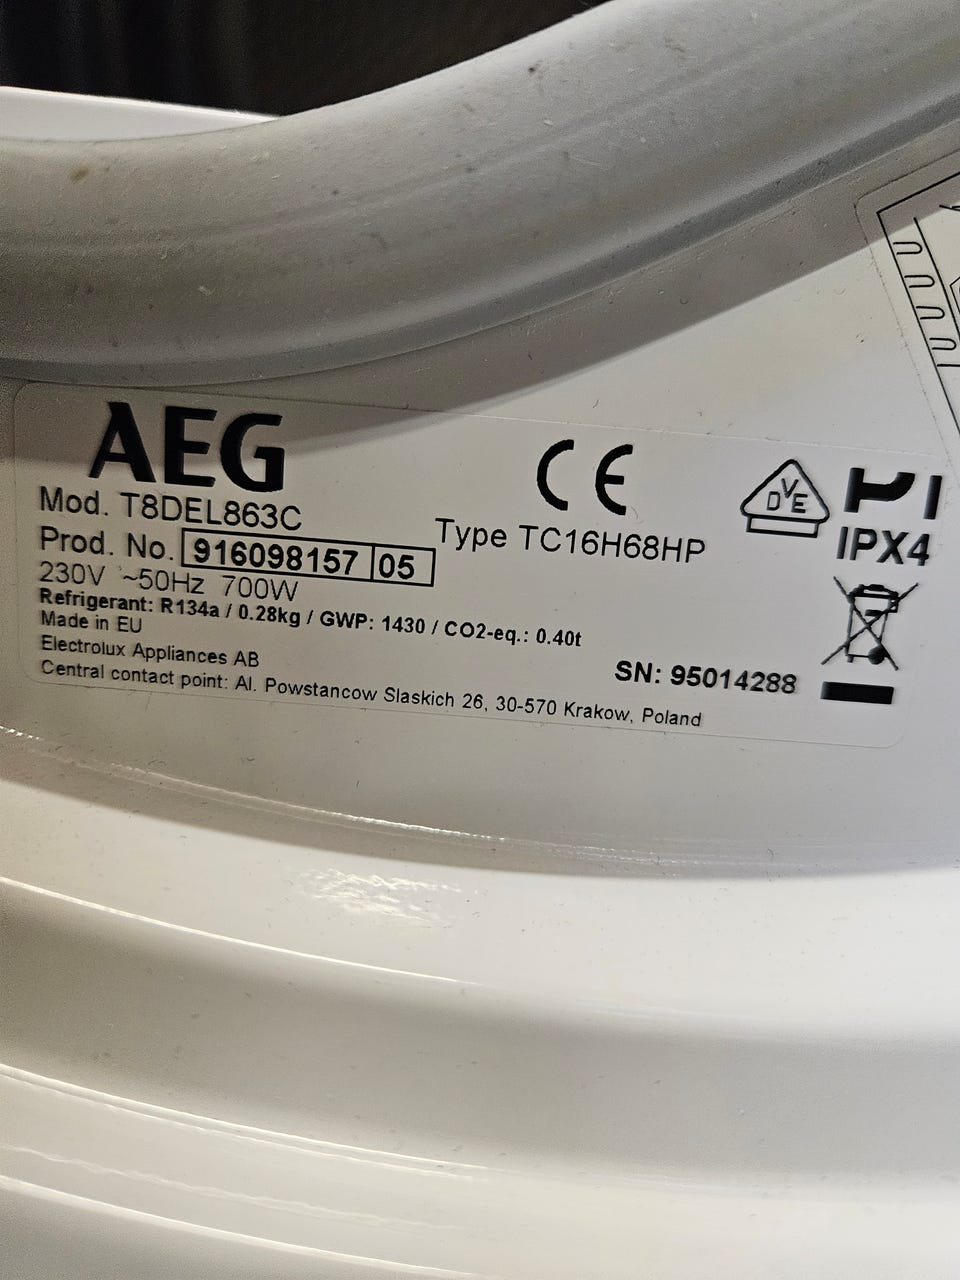 AEG
Mod. T8DEL863C
Type TC16H68HP
Prod. No. 916098157 05
230V ~50Hz 700W
Refrigerant: R134a / 0.28kg / GWP: 1430 / CO2-eq.: 0.40t
Made in EU
Electrolux Appliances AB
Central contact point: Al. Powstancow Slaskich 26, 30-570 Krakow, Poland
SN: 95014288
CE
VDE
IPX4